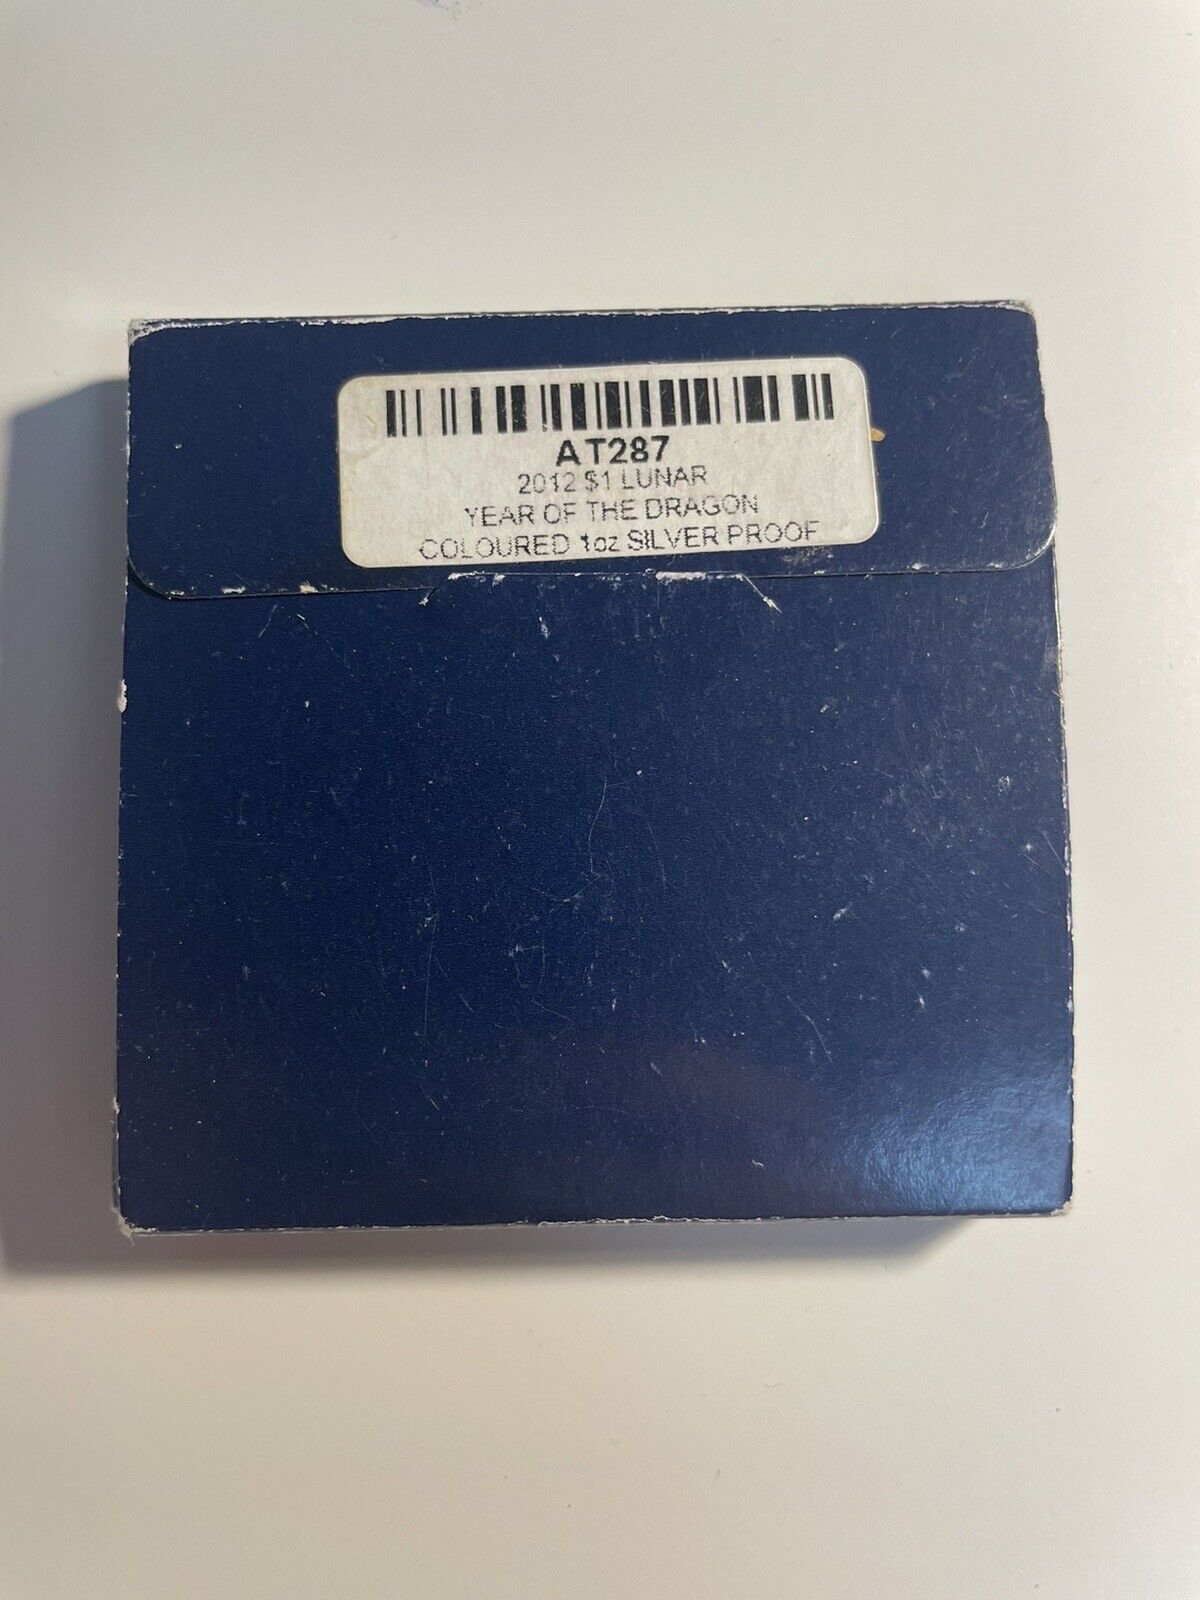 AT287
2012 $1 LUNAR
YEAR OF THE DRAGON
COLOURED 1oz SILVER PROOF